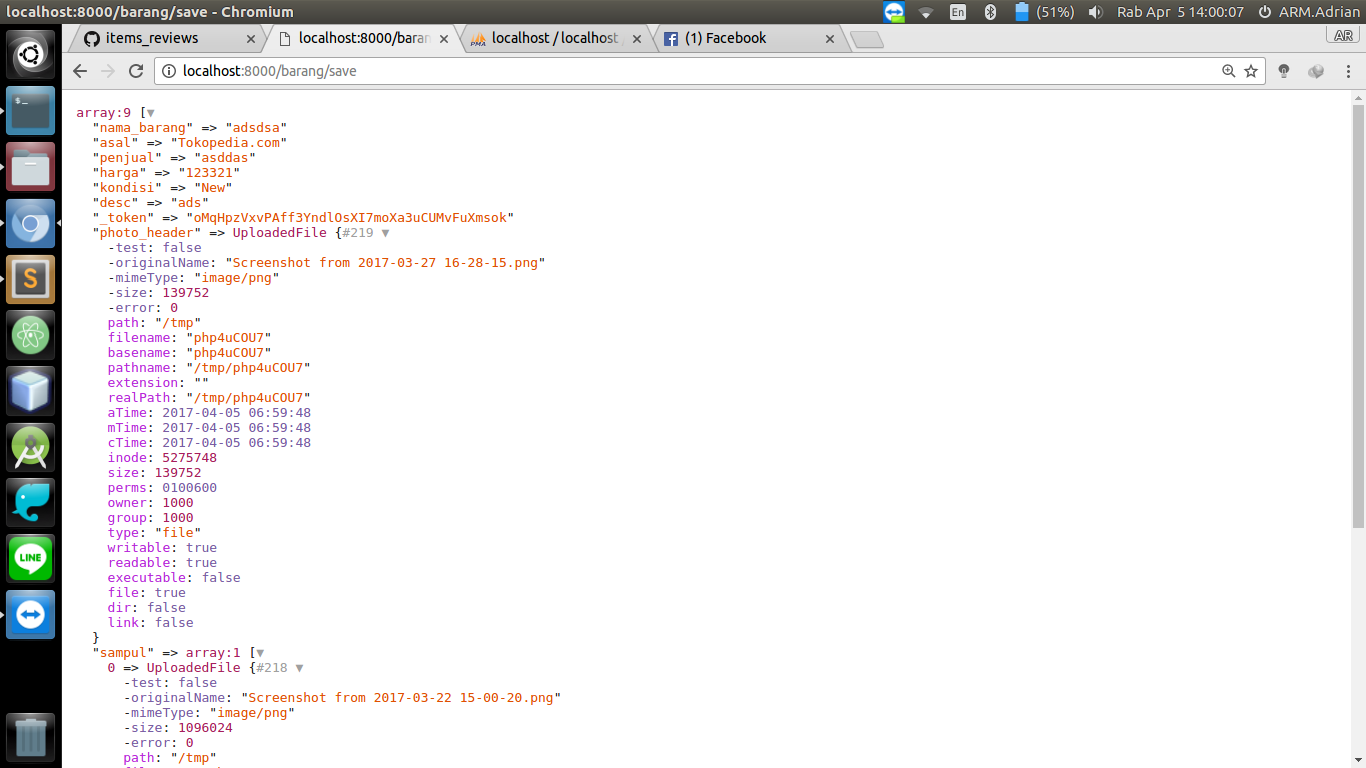 localhost:8000/barang/save - Chromium
En
(51%)
Rab Apr 5 14:00:07
ARM.Adrian
items_reviews
localhost:8000/baran
localhost / localhost
(1) Facebook
AR
localhost:8000/barang/save
array:9 [▼
"nama_barang" => "adsdsa"
"asal" => "Tokopedia.com"
"penjual" => "asddas"
"harga" => "123321"
"kondisi" => "New"
"desc" => "ads"
"_token" => "oMqHpzVxvPAff3YndlOsXI7moXa3uCUMvFuXmsok"
"photo_header" => UploadedFile {#219 ▼
-test: false
-originalName: "Screenshot from 2017-03-27 16-28-15.png"
-mimeType: "image/png"
-size: 139752
-error: 0
path: "/tmp"
filename: "php4uCOU7"
basename: "php4uCOU7"
pathname: "/tmp/php4uCOU7"
extension: ""
realPath: "/tmp/php4uCOU7"
aTime: 2017-04-05 06:59:48
mTime: 2017-04-05 06:59:48
cTime: 2017-04-05 06:59:48
inode: 5275748
size: 139752
perms: 0100600
owner: 1000
group: 1000
type: "file"
writable: true
readable: true
executable: false
file: true
dir: false
link: false
}
"sampul" => array:1 [▼
0 => UploadedFile {#218 ▼
-test: false
-originalName: "Screenshot from 2017-03-22 15-00-20.png"
-mimeType: "image/png"
-size: 1096024
-error: 0
path: "/tmp"
S
LINE
PMA